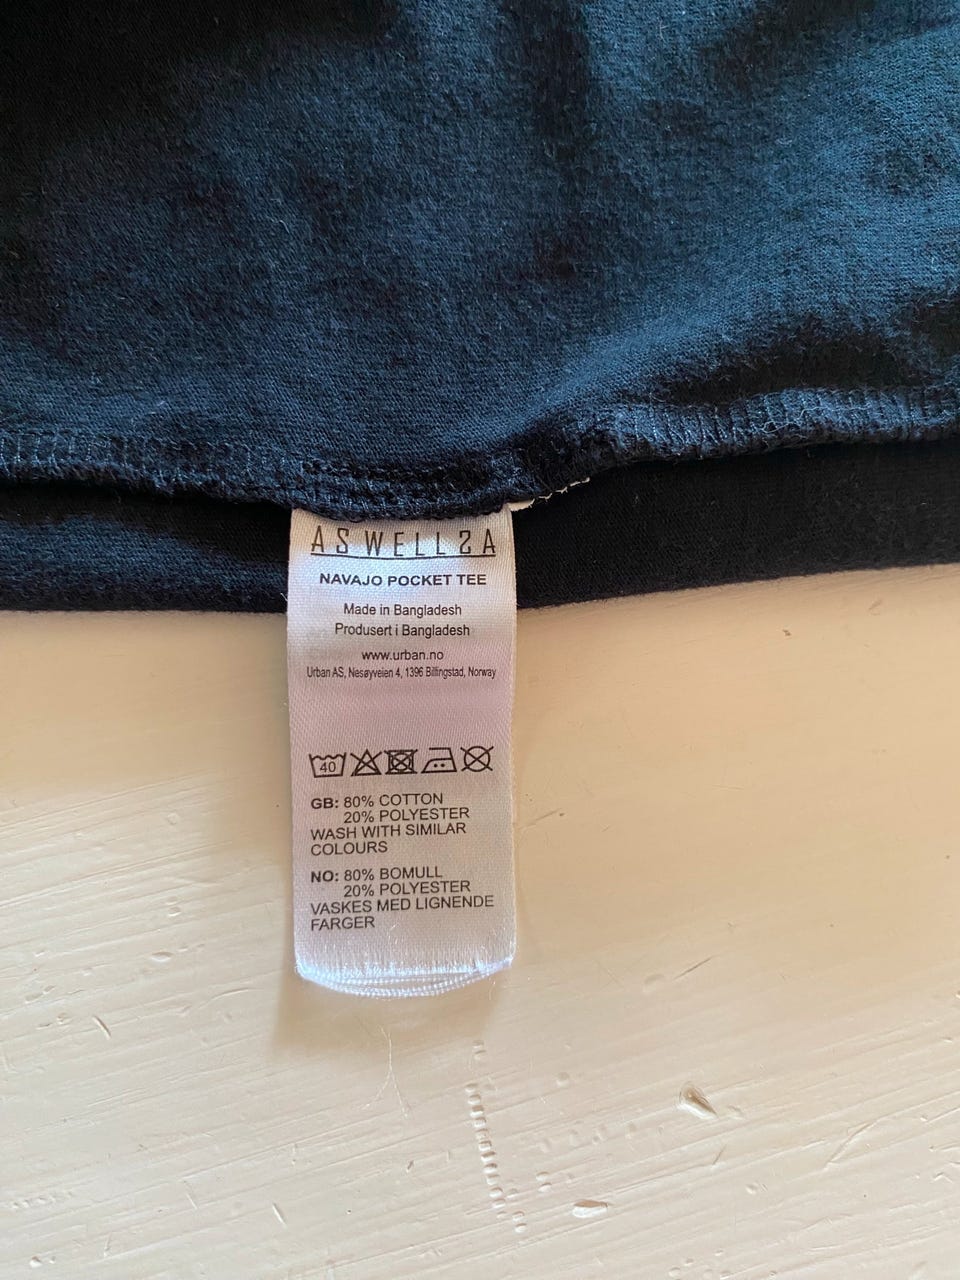 ASWELLSA
NAVAJO POCKET TEE
Made in Bangladesh
Produsert i Bangladesh
www.urban.no
Urban AS, Nesøyveien 4, 1396 Billingstad, Norway
40
GB: 80% COTTON
20% POLYESTER
WASH WITH SIMILAR
COLOURS
NO: 80% BOMULL
20% POLYESTER
VASKES MED LIGNENDE
FARGER